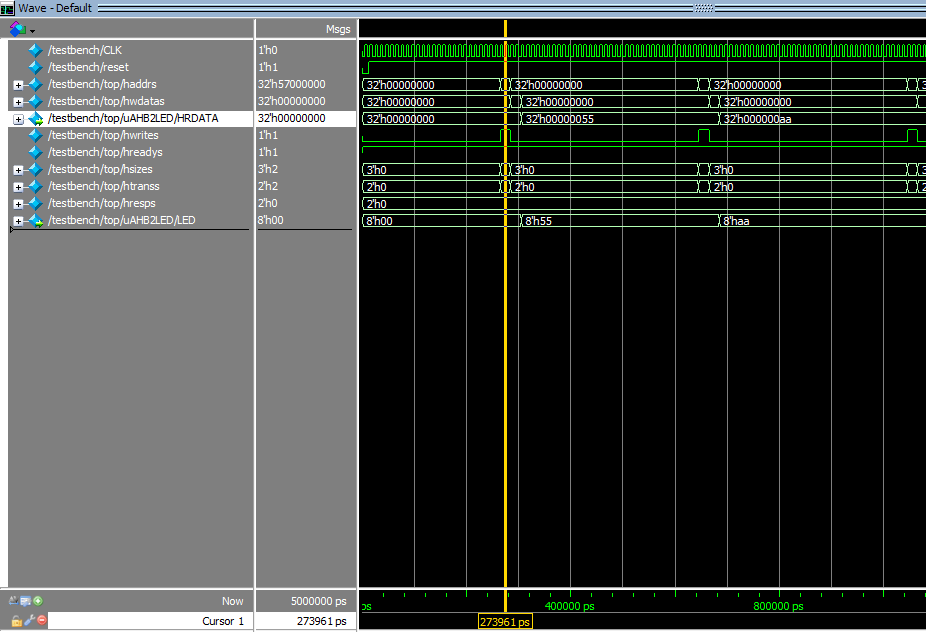 Wave - Default
Msgs
/testbench/CLK 1'h0
/testbench/reset 1'h1
/testbench/top/haddrs 32'h57000000 32'h00000000 32'h00000000 32'h00000000
/testbench/top/hwdatas 32'h00000000 32'h00000000 32'h00000000 32'h00000000
/testbench/top/uAHB2LED/HRDATA 32'h00000000 32'h00000000 32'h00000055 32'h000000aa
/testbench/top/hwrites 1'h1
/testbench/top/hreadys 1'h1
/testbench/top/hsizes 3'h2 3'h0 3'h0 3'h0
/testbench/top/htranss 2'h2 2'h0 2'h0 2'h0
/testbench/top/hresps 2'h0 2'h0
/testbench/top/uAHB2LED/LED 8'h00 8'h00 8'h55 8'haa
Now 5000000 ps ps 400000 ps 800000 ps
Cursor 1 273961 ps 273961 ps